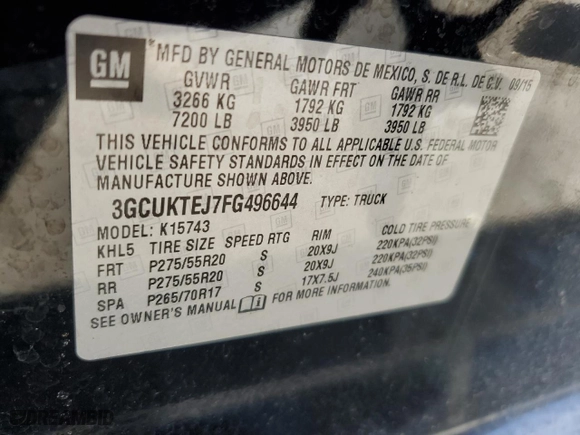 GM
*MFD BY GENERAL MOTORS DE MEXICO, S. DE R.L. DE C.V. 09/15
GVWR GAWR FRT GAWR RR
3266 KG 1792 KG 1792 KG
7200 LB 3950 LB 3950 LB
THIS VEHICLE CONFORMS TO ALL APPLICABLE U.S. FEDERAL MOTOR
VEHICLE SAFETY STANDARDS IN EFFECT ON THE DATE OF
MANUFACTURE SHOWN ABOVE.
3GCUKTEJ7FG496644 TYPE: TRUCK
MODEL: K15743
KHL5 TIRE SIZE SPEED RTG RIM COLD TIRE PRESSURE
FRT P275/55R20 S 20X9J 220KPA(32PSI)
RR P275/55R20 S 20X9J 220KPA(32PSI)
SPA P265/70R17 S 17X7.5J 240KPA(35PSI)
SEE OWNER'S MANUAL FOR MORE INFORMATION.
DREAMBID